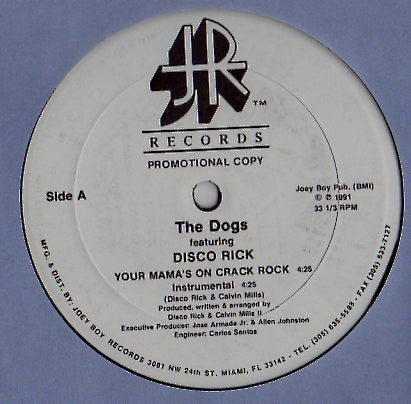 JR
TM
RECORDS
PROMOTIONAL COPY
Side A
Joey Boy Pub. (BMI)
© ℗ 1991
33 1/3 RPM
The Dogs
featuring
DISCO RICK
YOUR MAMA'S ON CRACK ROCK 4:25
Instrumental 4:25
(Disco Rick & Calvin Mills)
Produced, written & arranged by
Disco Rick & Calvin Mills II
Executive Producer: Jose Armada Jr. & Allen Johnston
Engineer: Carlos Santos
MFG. & DIST. BY: JOEY BOY RECORDS 3081 NW 24th ST. MIAMI, FL 33142 - TEL. (305) 635-5588 - FAX (305) 633-7127